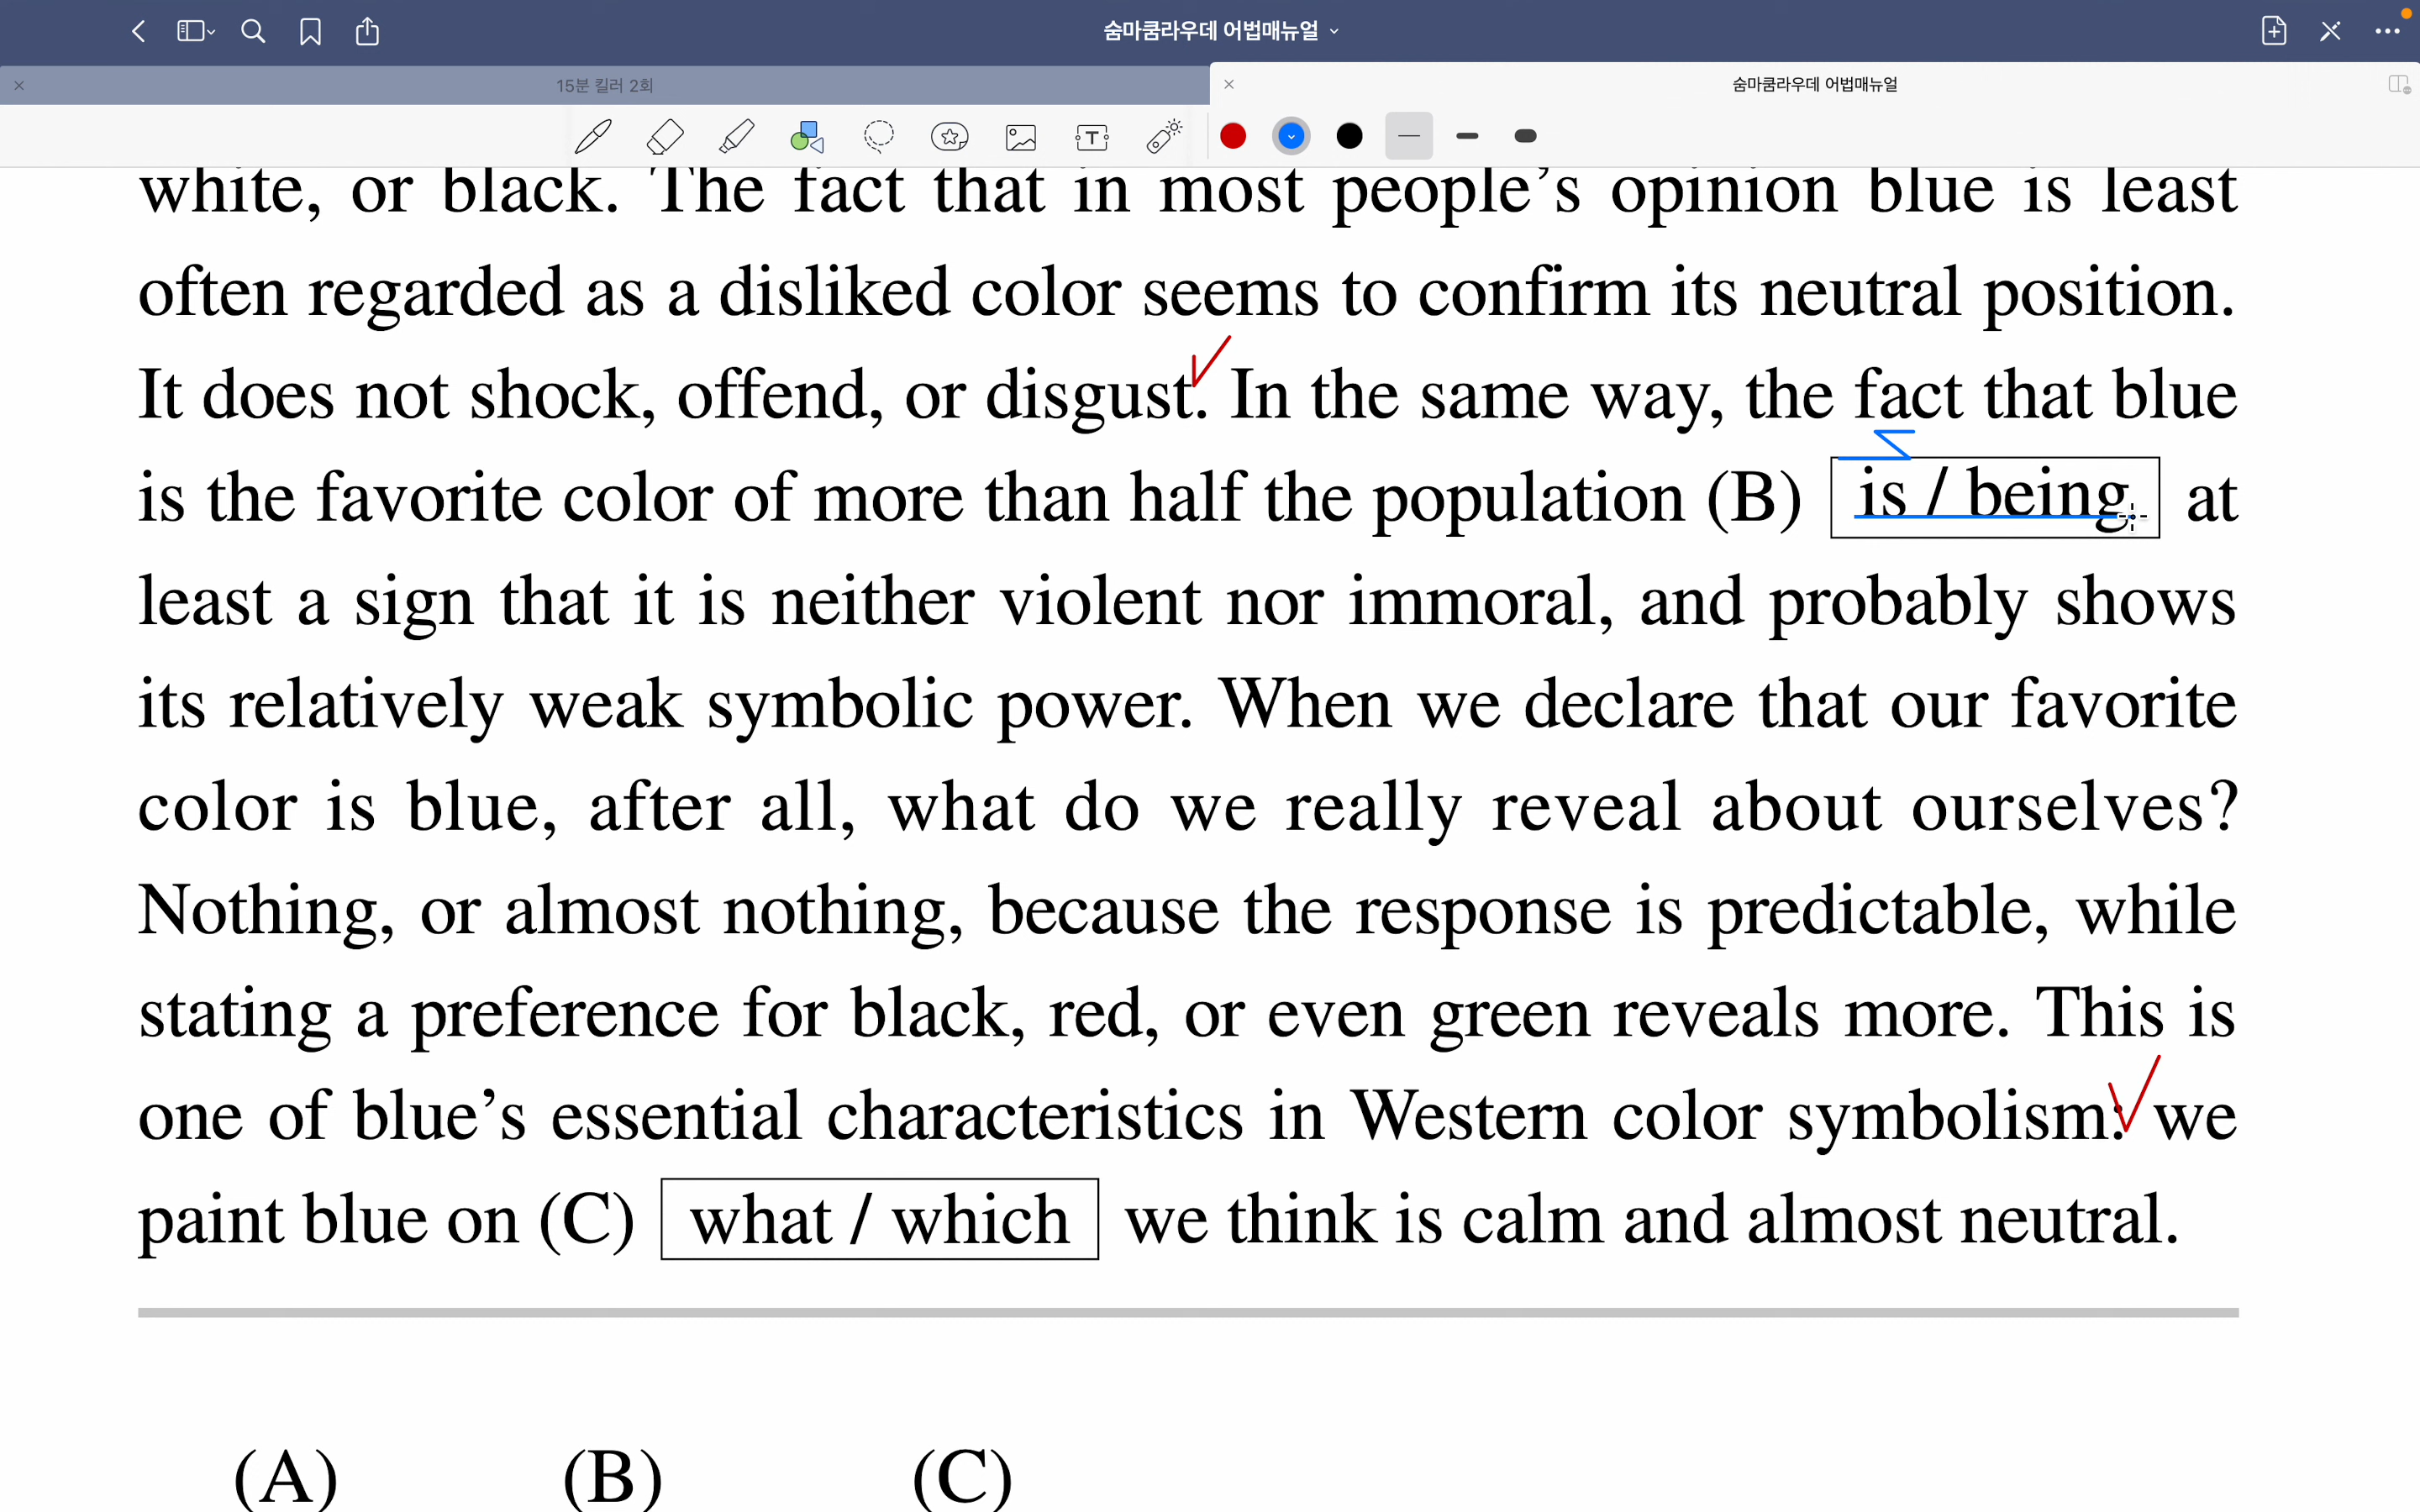 숨마쿰라우데 어법매뉴얼
15분 킬러 2회
숨마쿰라우데 어법매뉴얼
white, or black. The fact that in most people’s opinion blue is least
often regarded as a disliked color seems to confirm its neutral position.
It does not shock, offend, or disgust. In the same way, the fact that blue
is the favorite color of more than half the population (B) is / being at
least a sign that it is neither violent nor immoral, and probably shows
its relatively weak symbolic power. When we declare that our favorite
color is blue, after all, what do we really reveal about ourselves?
Nothing, or almost nothing, because the response is predictable, while
stating a preference for black, red, or even green reveals more. This is
one of blue’s essential characteristics in Western color symbolism: we
paint blue on (C) what / which we think is calm and almost neutral.
(A) (B) (C)